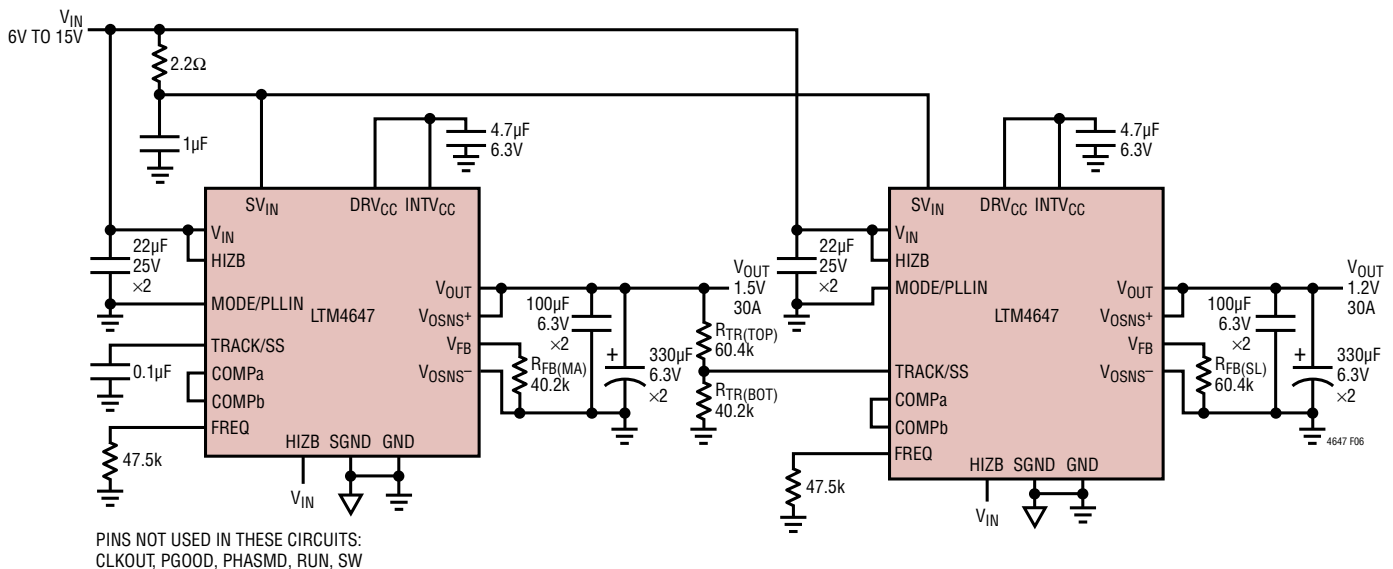 VIN
6V TO 15V
2.2Ω
1µF
4.7µF
6.3V
SVIN
DRVCC
INTVCC
VIN
HIZB
22µF
25V
×2
MODE/PLLIN
LTM4647
TRACK/SS
0.1µF
COMPa
COMPb
FREQ
47.5k
HIZB
SGND
GND
VIN
VOUT
VOSNS+
VFB
VOSNS–
RFB(MA)
40.2k
100µF
6.3V
×2
+
330µF
6.3V
×2
VOUT
1.5V
30A
RTR(TOP)
60.4k
RTR(BOT)
40.2k
4.7µF
6.3V
SVIN
DRVCC
INTVCC
VIN
HIZB
22µF
25V
×2
MODE/PLLIN
LTM4647
TRACK/SS
COMPa
COMPb
FREQ
47.5k
HIZB
SGND
GND
VIN
VOUT
VOSNS+
VFB
VOSNS–
RFB(SL)
60.4k
100µF
6.3V
×2
+
330µF
6.3V
×2
VOUT
1.2V
30A
4647 F06
PINS NOT USED IN THESE CIRCUITS:
CLKOUT, PGOOD, PHASMD, RUN, SW